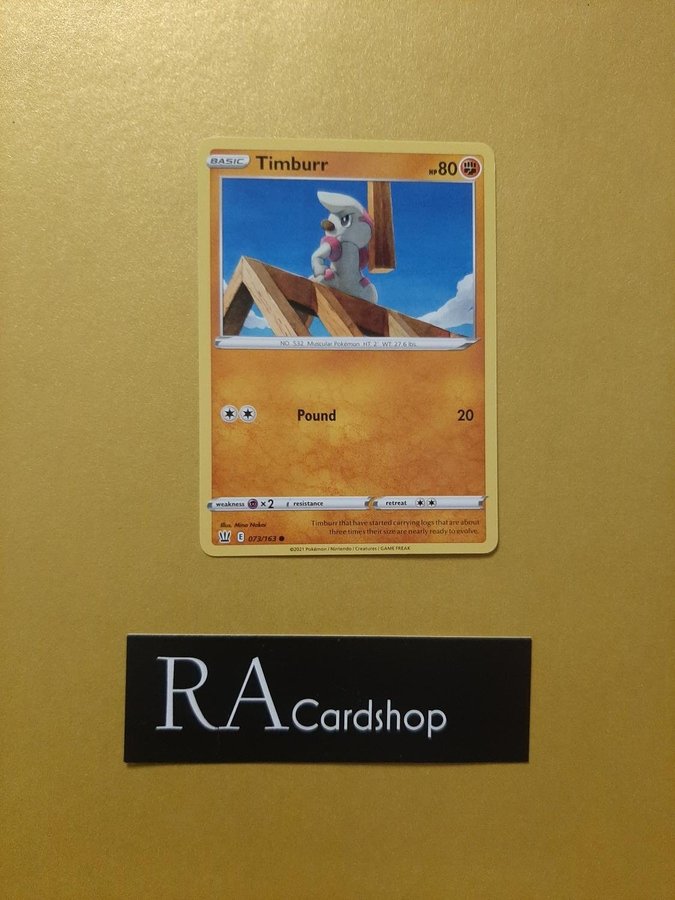 BASIC Timburr HP 80
NO. 532 Muscular Pokémon HT: 2' WT: 27.6 lbs.
Pound 20
weakness ×2 resistance retreat
Illus. Mina Nakai
Timburr that have started carrying logs that are about
three times their size are nearly ready to evolve.
E 073/163
©2021 Pokémon / Nintendo / Creatures / GAME FREAK
RA Cardshop